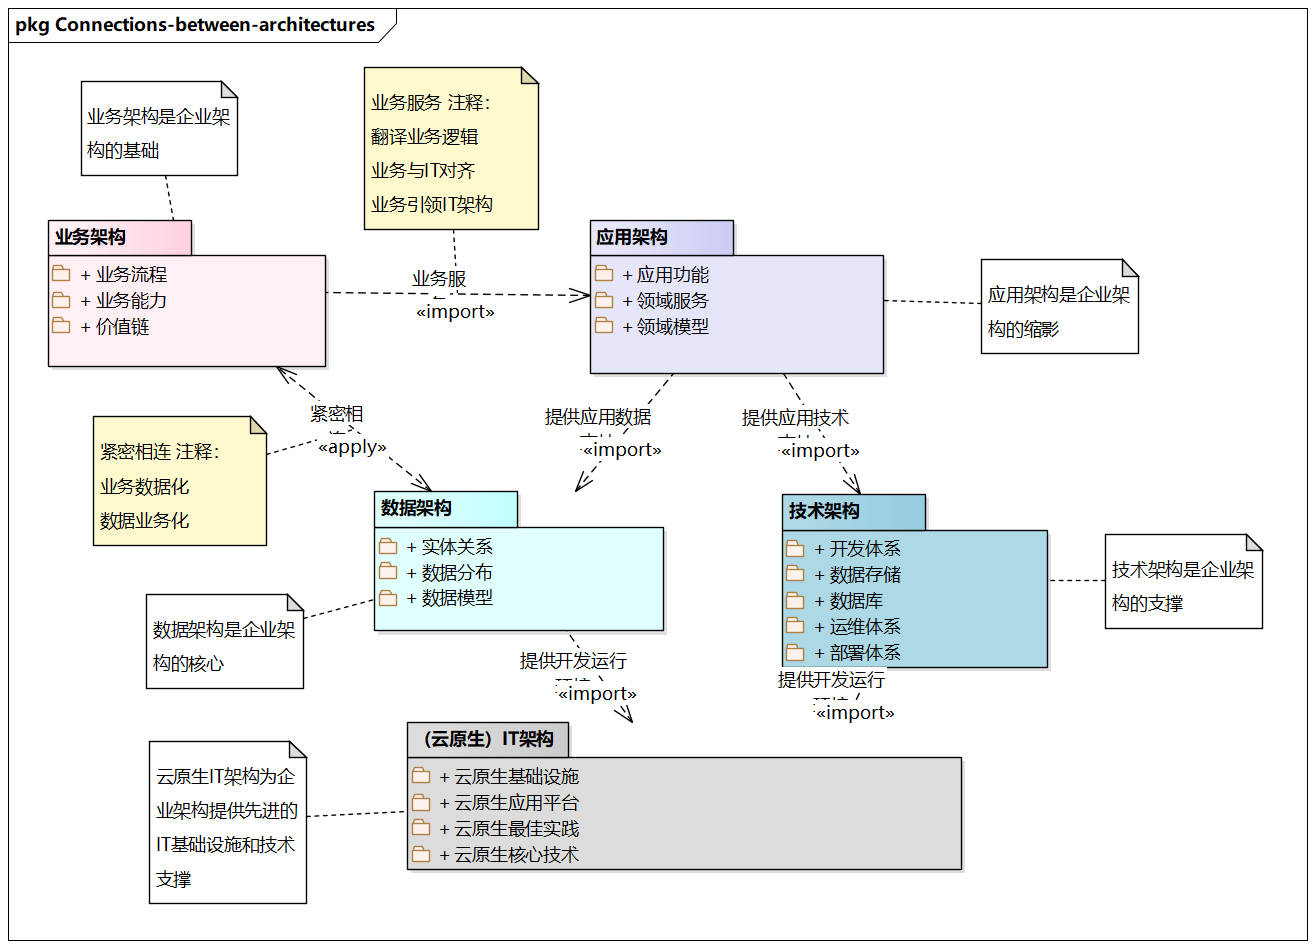 pkg Connections-between-architectures
业务架构是企业架
构的基础
业务服务 注释：
翻译业务逻辑
业务与IT对齐
业务引领IT架构
业务架构
+ 业务流程
+ 业务能力
+ 价值链
业务服
«import»
应用架构
+ 应用功能
+ 领域服务
+ 领域模型
应用架构是企业架
构的缩影
紧密相
«apply»
紧密相连 注释：
业务数据化
数据业务化
提供应用数据
«import»
提供应用技术
«import»
数据架构
+ 实体关系
+ 数据分布
+ 数据模型
技术架构
+ 开发体系
+ 数据存储
+ 数据库
+ 运维体系
+ 部署体系
技术架构是企业架
构的支撑
数据架构是企业架
构的核心
提供开发运行
«import»
提供开发运行
«import»
（云原生）IT架构
+ 云原生基础设施
+ 云原生应用平台
+ 云原生最佳实践
+ 云原生核心技术
云原生IT架构为企
业架构提供先进的
IT基础设施和技术
支撑